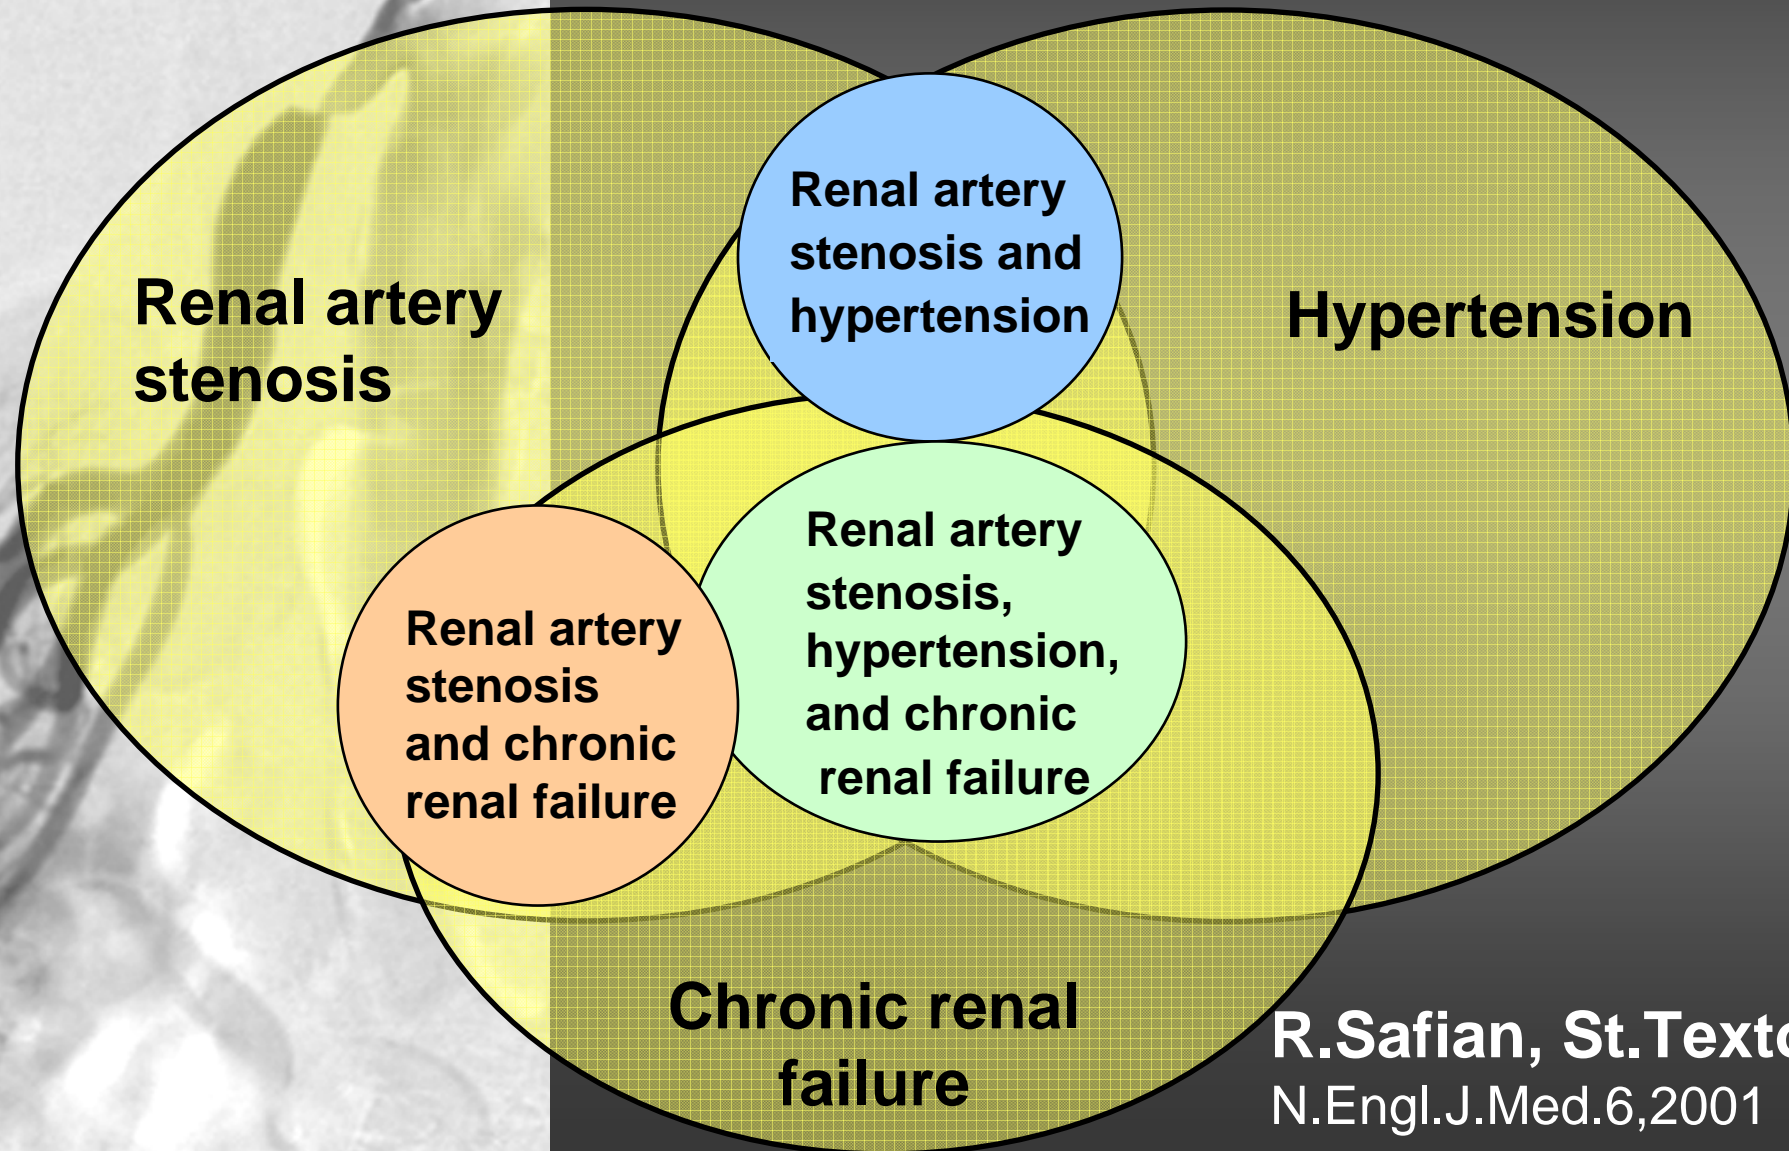 Renal artery
stenosis and
hypertension
Renal artery
stenosis
Hypertension
Renal artery
stenosis,
hypertension,
and chronic
renal failure
Renal artery
stenosis
and chronic
renal failure
Chronic renal
failure
R.Safian, St.Texto
N.Engl.J.Med.6,2001